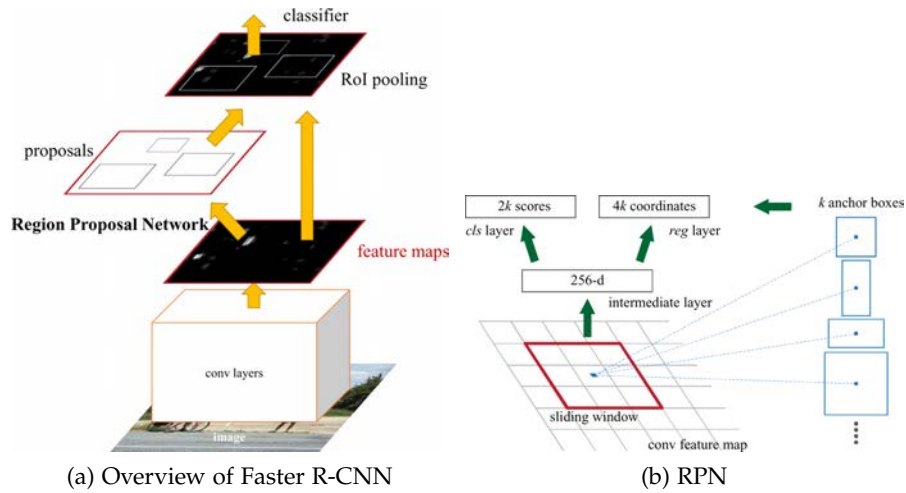 classifier
RoI pooling
proposals
Region Proposal Network
feature maps
conv layers
image
(a) Overview of Faster R-CNN
2k scores
4k coordinates
k anchor boxes
cls layer
reg layer
256-d
intermediate layer
sliding window
conv feature map
(b) RPN